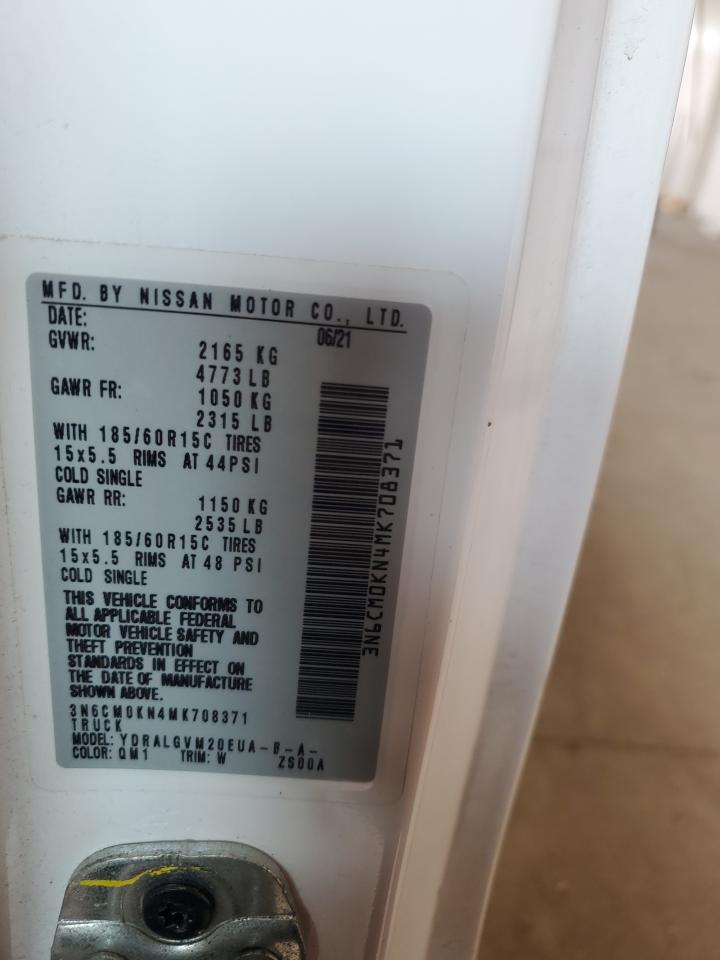 MFD. BY NISSAN MOTOR CO., LTD.
DATE: 06/21
GVWR: 2165 KG
4773 LB
GAWR FR: 1050 KG
2315 LB
WITH 185/60R15C TIRES
15x5.5 RIMS AT 44PSI
COLD SINGLE
GAWR RR: 1150 KG
2535 LB
WITH 185/60R15C TIRES
15x5.5 RIMS AT 48 PSI
COLD SINGLE
THIS VEHICLE CONFORMS TO
ALL APPLICABLE FEDERAL
MOTOR VEHICLE SAFETY AND
THEFT PREVENTION
STANDARDS IN EFFECT ON
THE DATE OF MANUFACTURE
SHOWN ABOVE.
3N6CM0KN4MK708371
TRUCK
MODEL: YDRALGVM20EUA-B-A-
COLOR: QM1 TRIM: W ZS00A
3N6CM0KN4MK708371